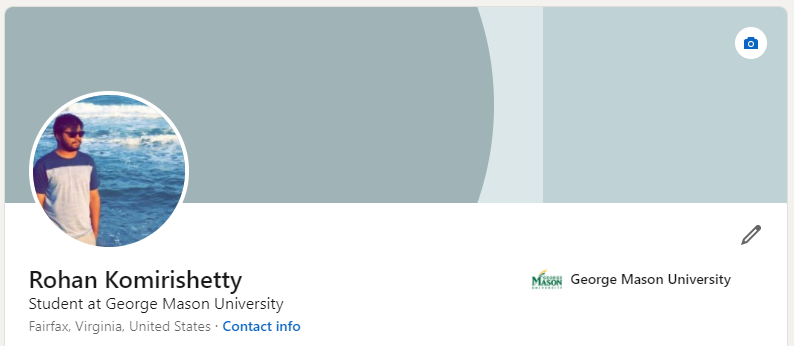 Rohan Komirishetty
Student at George Mason University
Fairfax, Virginia, United States · Contact info
GEORGE
MASON
UNIVERSITY
George Mason University